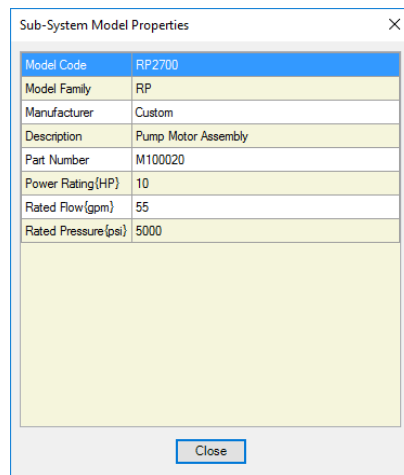 Sub-System Model Properties
Model Code RP2700
Model Family RP
Manufacturer Custom
Description Pump Motor Assembly
Part Number M100020
Power Rating{HP} 10
Rated Flow{gpm} 55
Rated Pressure{psi} 5000
Close